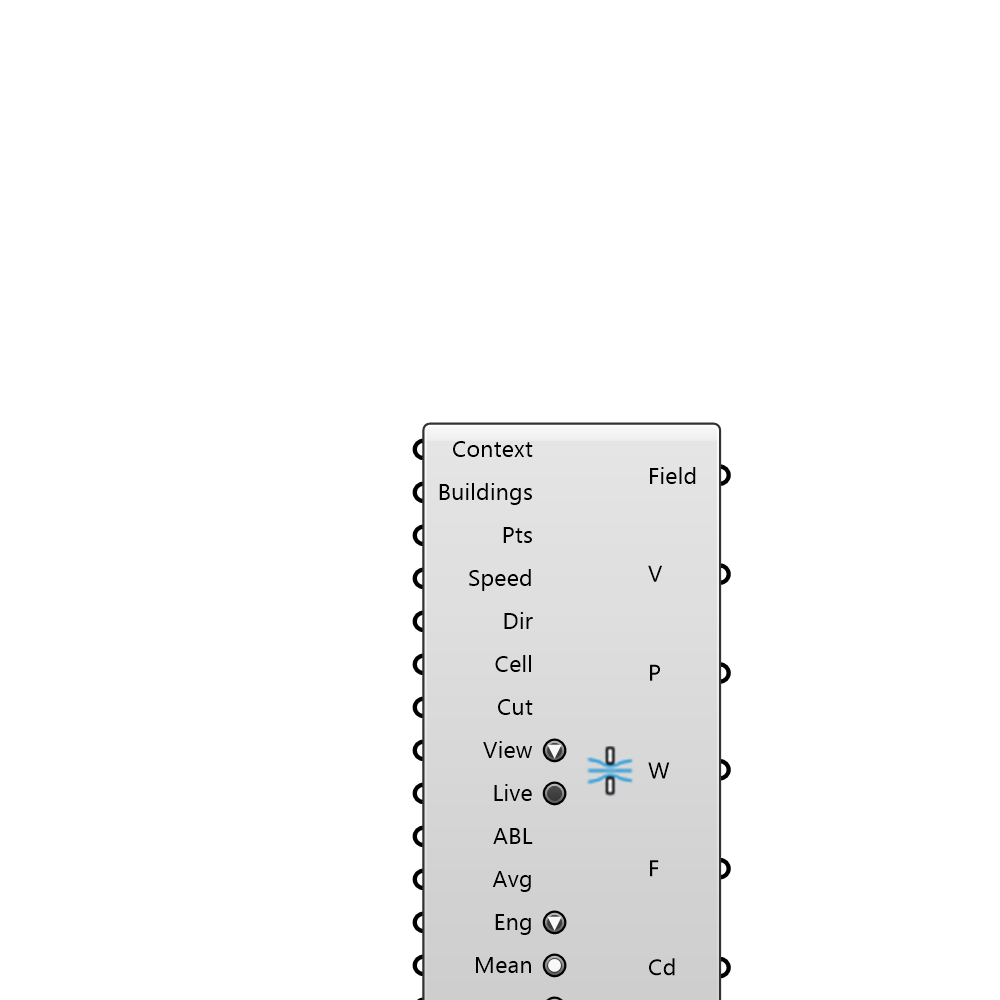 Context
Buildings
Pts
Speed
Dir
Cell
Cut
View
Live
ABL
Avg
Eng
Mean
Field
V
P
W
F
Cd